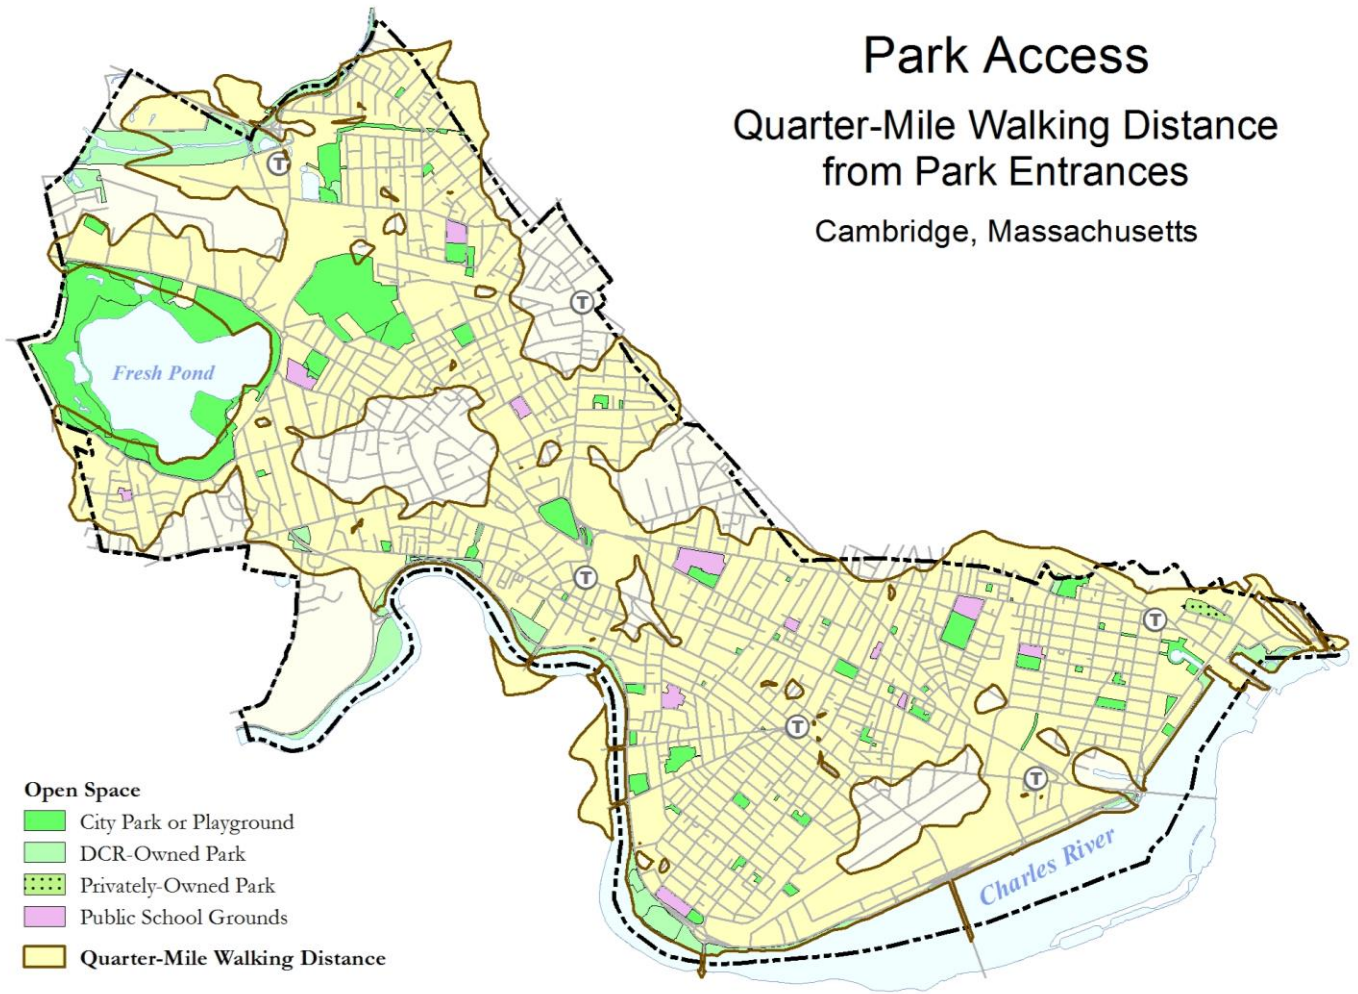 Park Access
Quarter-Mile Walking Distance
from Park Entrances
Cambridge, Massachusetts
T
T
Fresh Pond
T
T
T
T
Charles River
Open Space
City Park or Playground
DCR-Owned Park
Privately-Owned Park
Public School Grounds
Quarter-Mile Walking Distance